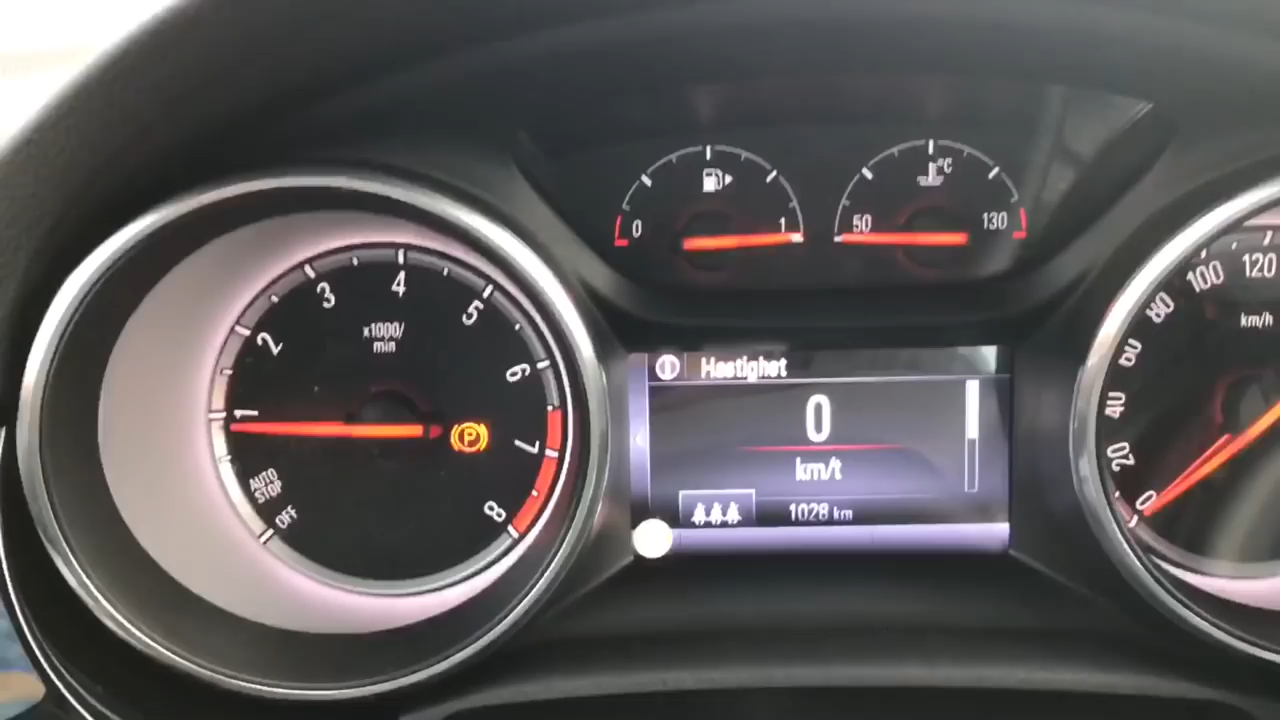 0 1
50 °C 130
1 2 3 4 5 6 7 8
x1000/
min
AUTO
STOP
OFF
P
Hastighet
0
km/t
1028 km
0 20 40 60 80 100 120
km/h